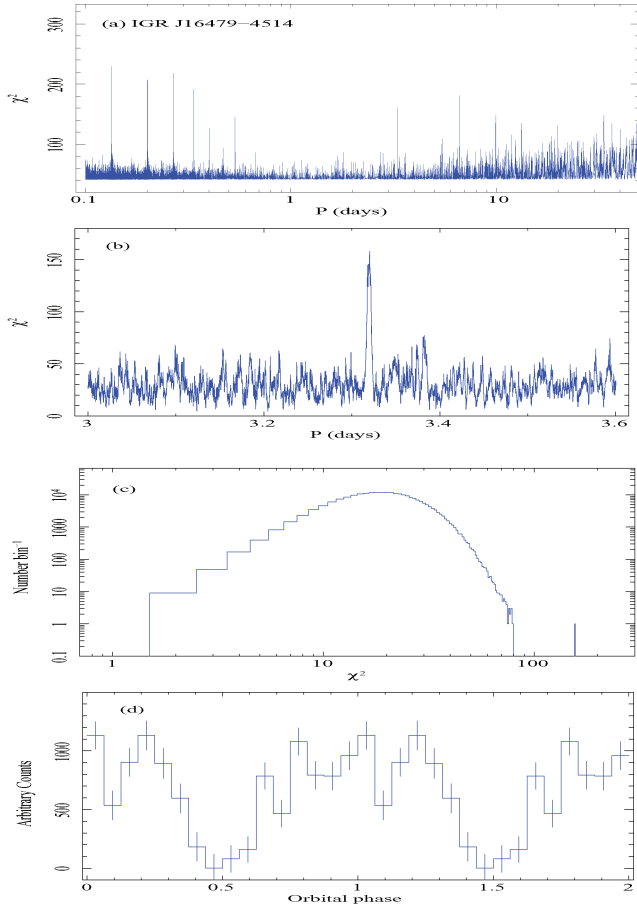 (a) IGR J16479−4514
χ²
300
200
100
0.1
1
10
P (days)
(b)
χ²
150
100
50
0
3
3.2
3.4
3.6
P (days)
(c)
Number bin⁻¹
10⁴
1000
100
10
1
0.1
1
10
100
χ²
(d)
Arbitrary Counts
1000
500
0
0
0.5
1
1.5
2
Orbital phase